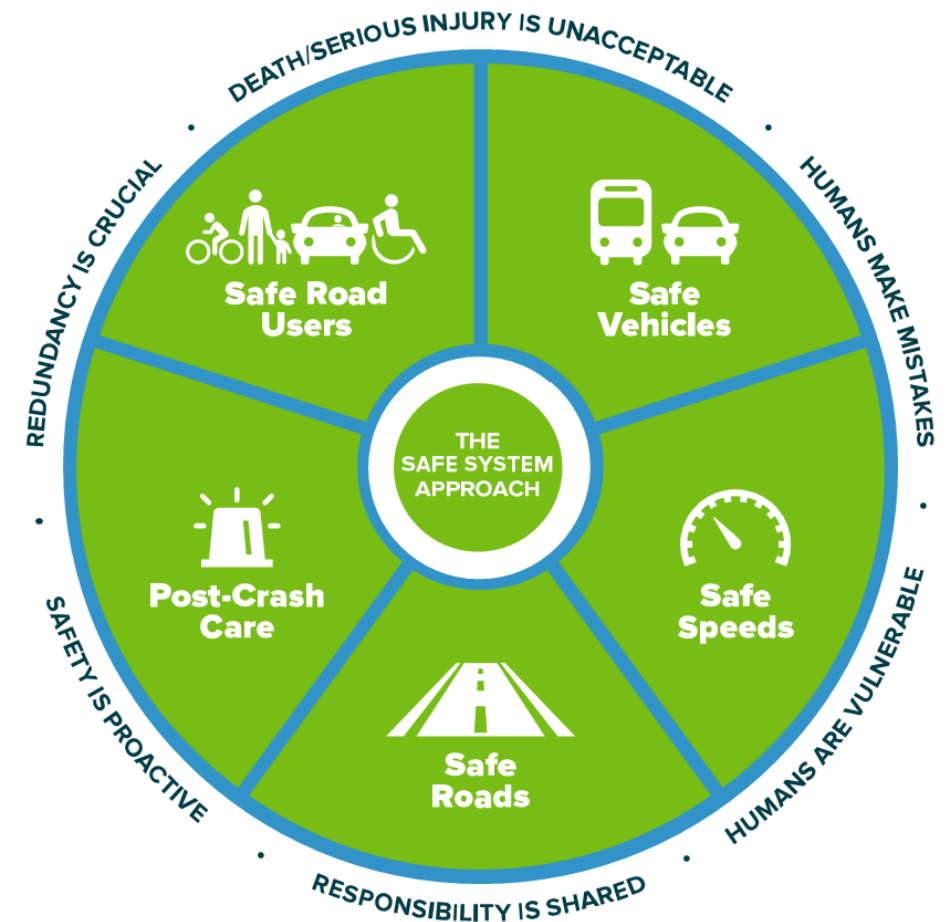 DEATH/SERIOUS INJURY IS UNACCEPTABLE
HUMANS MAKE MISTAKES
HUMANS ARE VULNERABLE
RESPONSIBILITY IS SHARED
SAFETY IS PROACTIVE
REDUNDANCY IS CRUCIAL
Safe Road
Users
Safe
Vehicles
THE
SAFE SYSTEM
APPROACH
Post-Crash
Care
Safe
Speeds
Safe
Roads